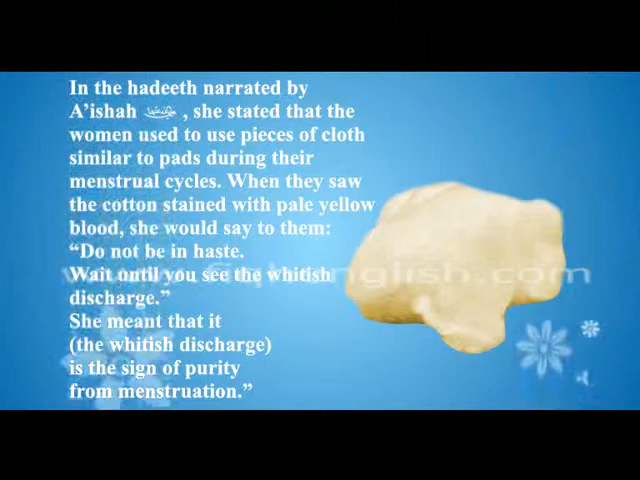 In the hadeeth narrated by
A’ishah رضي الله عنها , she stated that the
women used to use pieces of cloth
similar to pads during their
menstrual cycles. When they saw
the cotton stained with pale yellow
blood, she would say to them:
“Do not be in haste.
Wait until you see the whitish
discharge.”
She meant that it
(the whitish discharge)
is the sign of purity
from menstruation.”